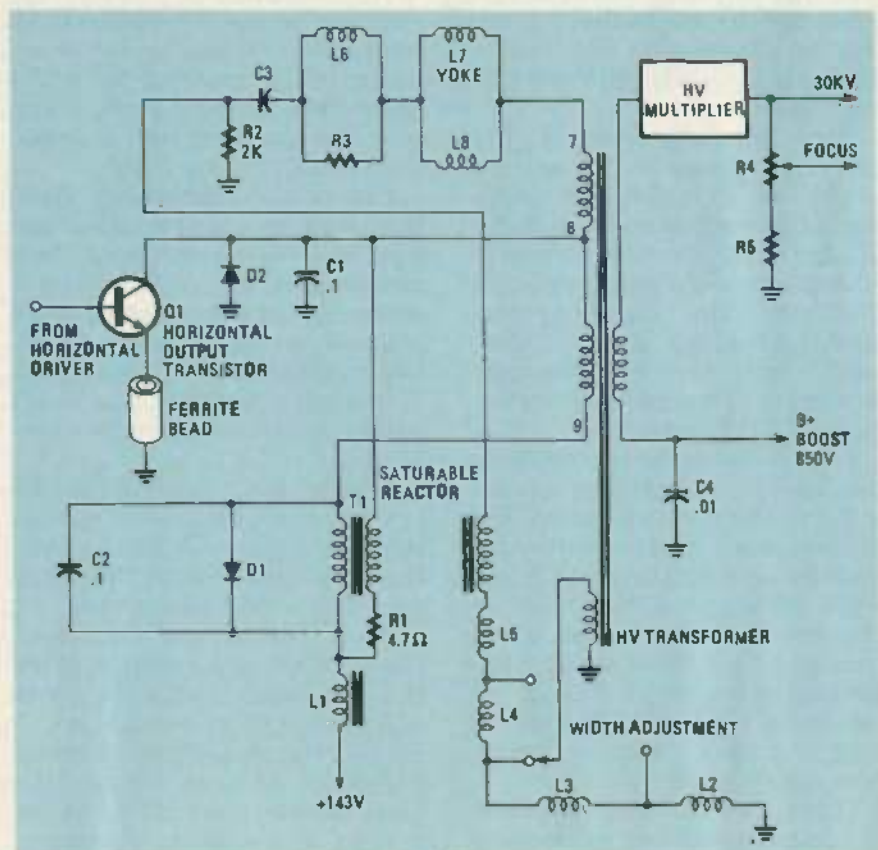 L6
L7
YOKE
C3
HV
MULTIPLIER
30KV
R2
2K
R3
L8
7
R4
FOCUS
8
R5
C1
.1
D2
Q1
HORIZONTAL
OUTPUT
TRANSISTOR
FROM
HORIZONTAL
DRIVER
FERRITE
BEAD
9
B+
BOOST
850V
SATURABLE
REACTOR
T1
C4
.01
C2
.1
D1
R1
4.7Ω
L5
HV TRANSFORMER
L1
L4
WIDTH ADJUSTMENT
L3
L2
+143V